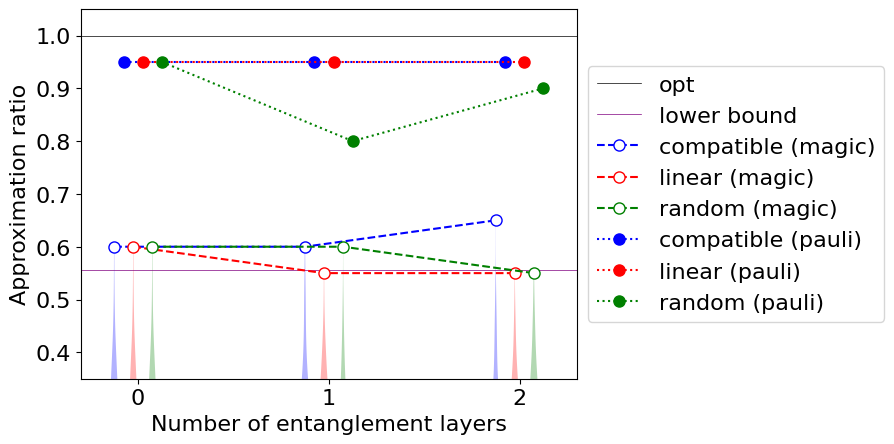 1.0
0.9
0.8
0.7
0.6
0.5
0.4
Approximation ratio
0
1
2
Number of entanglement layers
opt
lower bound
compatible (magic)
linear (magic)
random (magic)
compatible (pauli)
linear (pauli)
random (pauli)